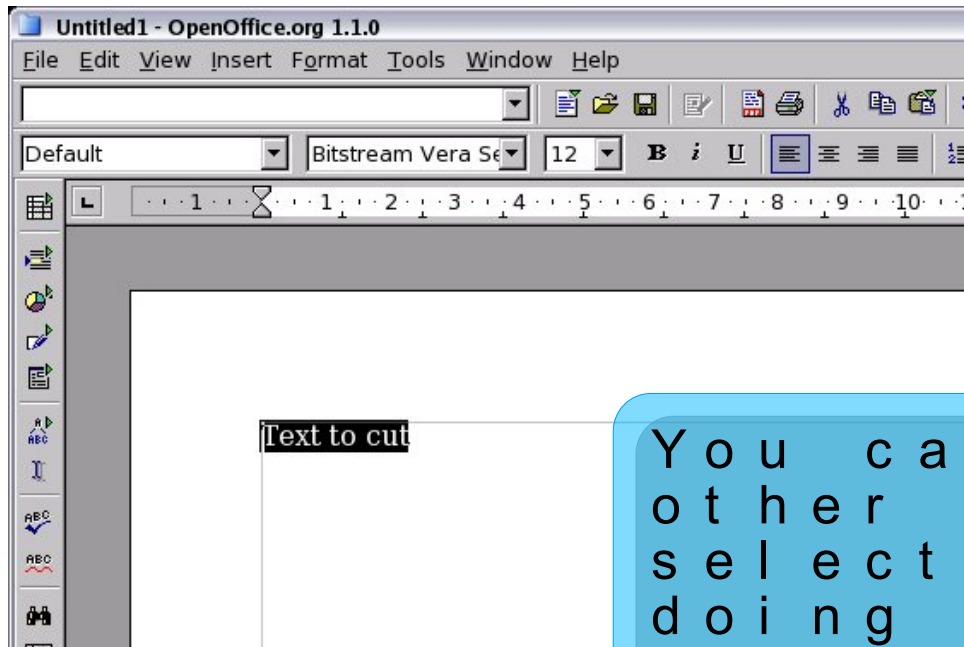 Untitled1 - OpenOffice.org 1.1.0
File Edit View Insert Format Tools Window Help
Default Bitstream Vera Se 12 B i U
1 1 2 3 4 5 6 7 8 9 10
Text to cut
You ca
other
select
doing